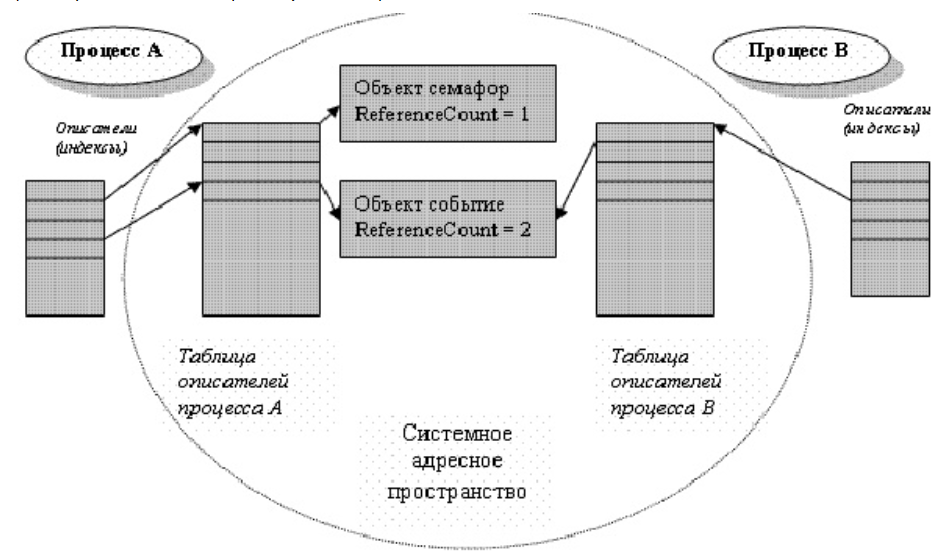 Процесс А
Процесс В
Описатели
(индексы)
Объект семафор
ReferenceCount = 1
Описатели
(индексы)
Объект событие
ReferenceCount = 2
Таблица
описателей
процесса А
Таблица
описателей
процесса В
Системное
адресное
пространство